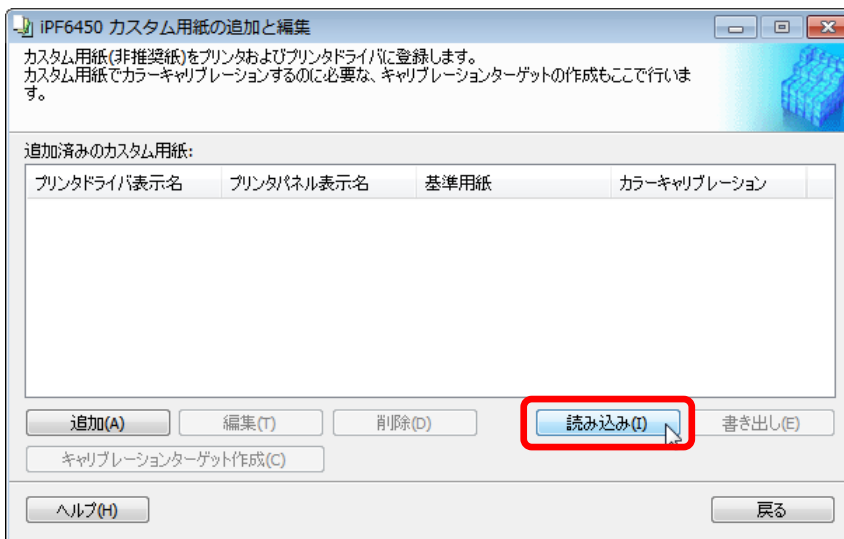 iPF6450 カスタム用紙の追加と編集
カスタム用紙(非推奨紙)をプリンタおよびプリンタドライバに登録します。
カスタム用紙でカラーキャリブレーションするのに必要な、キャリブレーションターゲットの作成もここで行いま
す。
追加済みのカスタム用紙:
プリンタドライバ表示名 プリンタパネル表示名 基準用紙 カラーキャリブレーション
追加(A) 編集(T) 削除(D) 読み込み(I) 書き出し(E)
キャリブレーションターゲット作成(C)
ヘルプ(H) 戻る